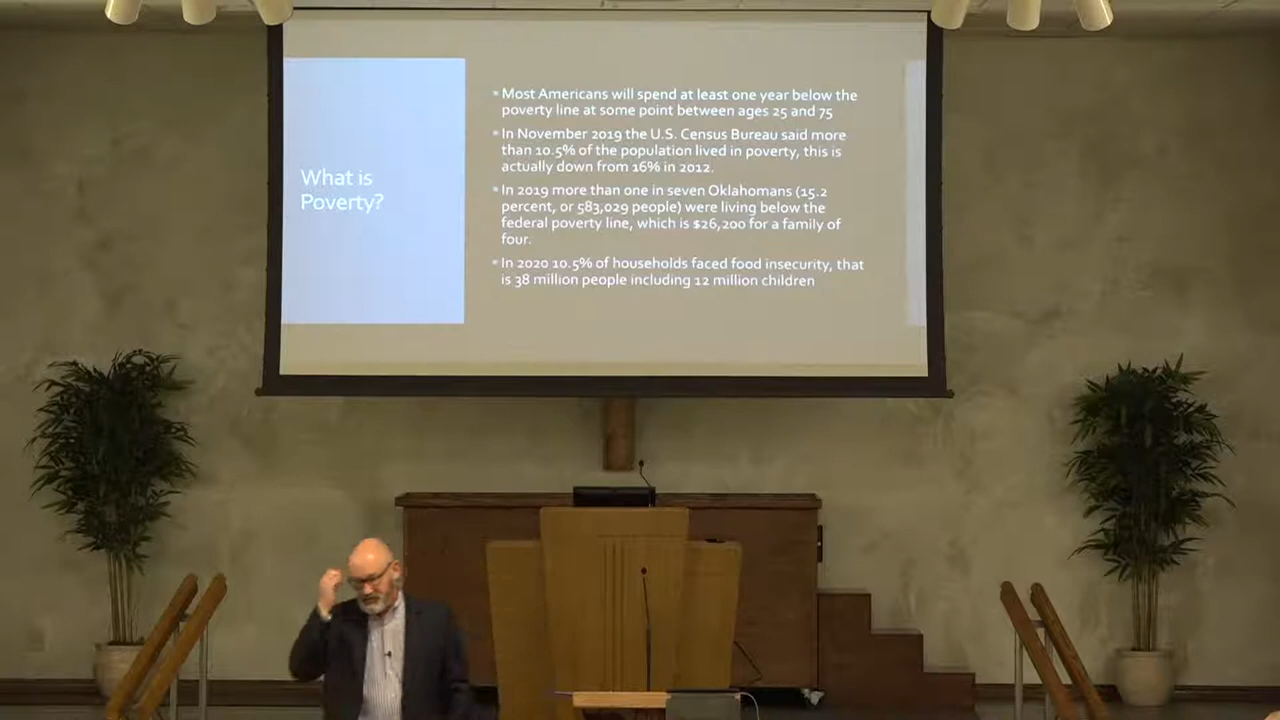 What is
Poverty?
Most Americans will spend at least one year below the
poverty line at some point between ages 25 and 75
In November 2019 the U.S. Census Bureau said more
than 10.5% of the population lived in poverty, this is
actually down from 16% in 2012.
In 2019 more than one in seven Oklahomans (15.2
percent, or 583,029 people) were living below the
federal poverty line, which is $26,200 for a family of
four.
In 2020 10.5% of households faced food insecurity, that
is 38 million people including 12 million children